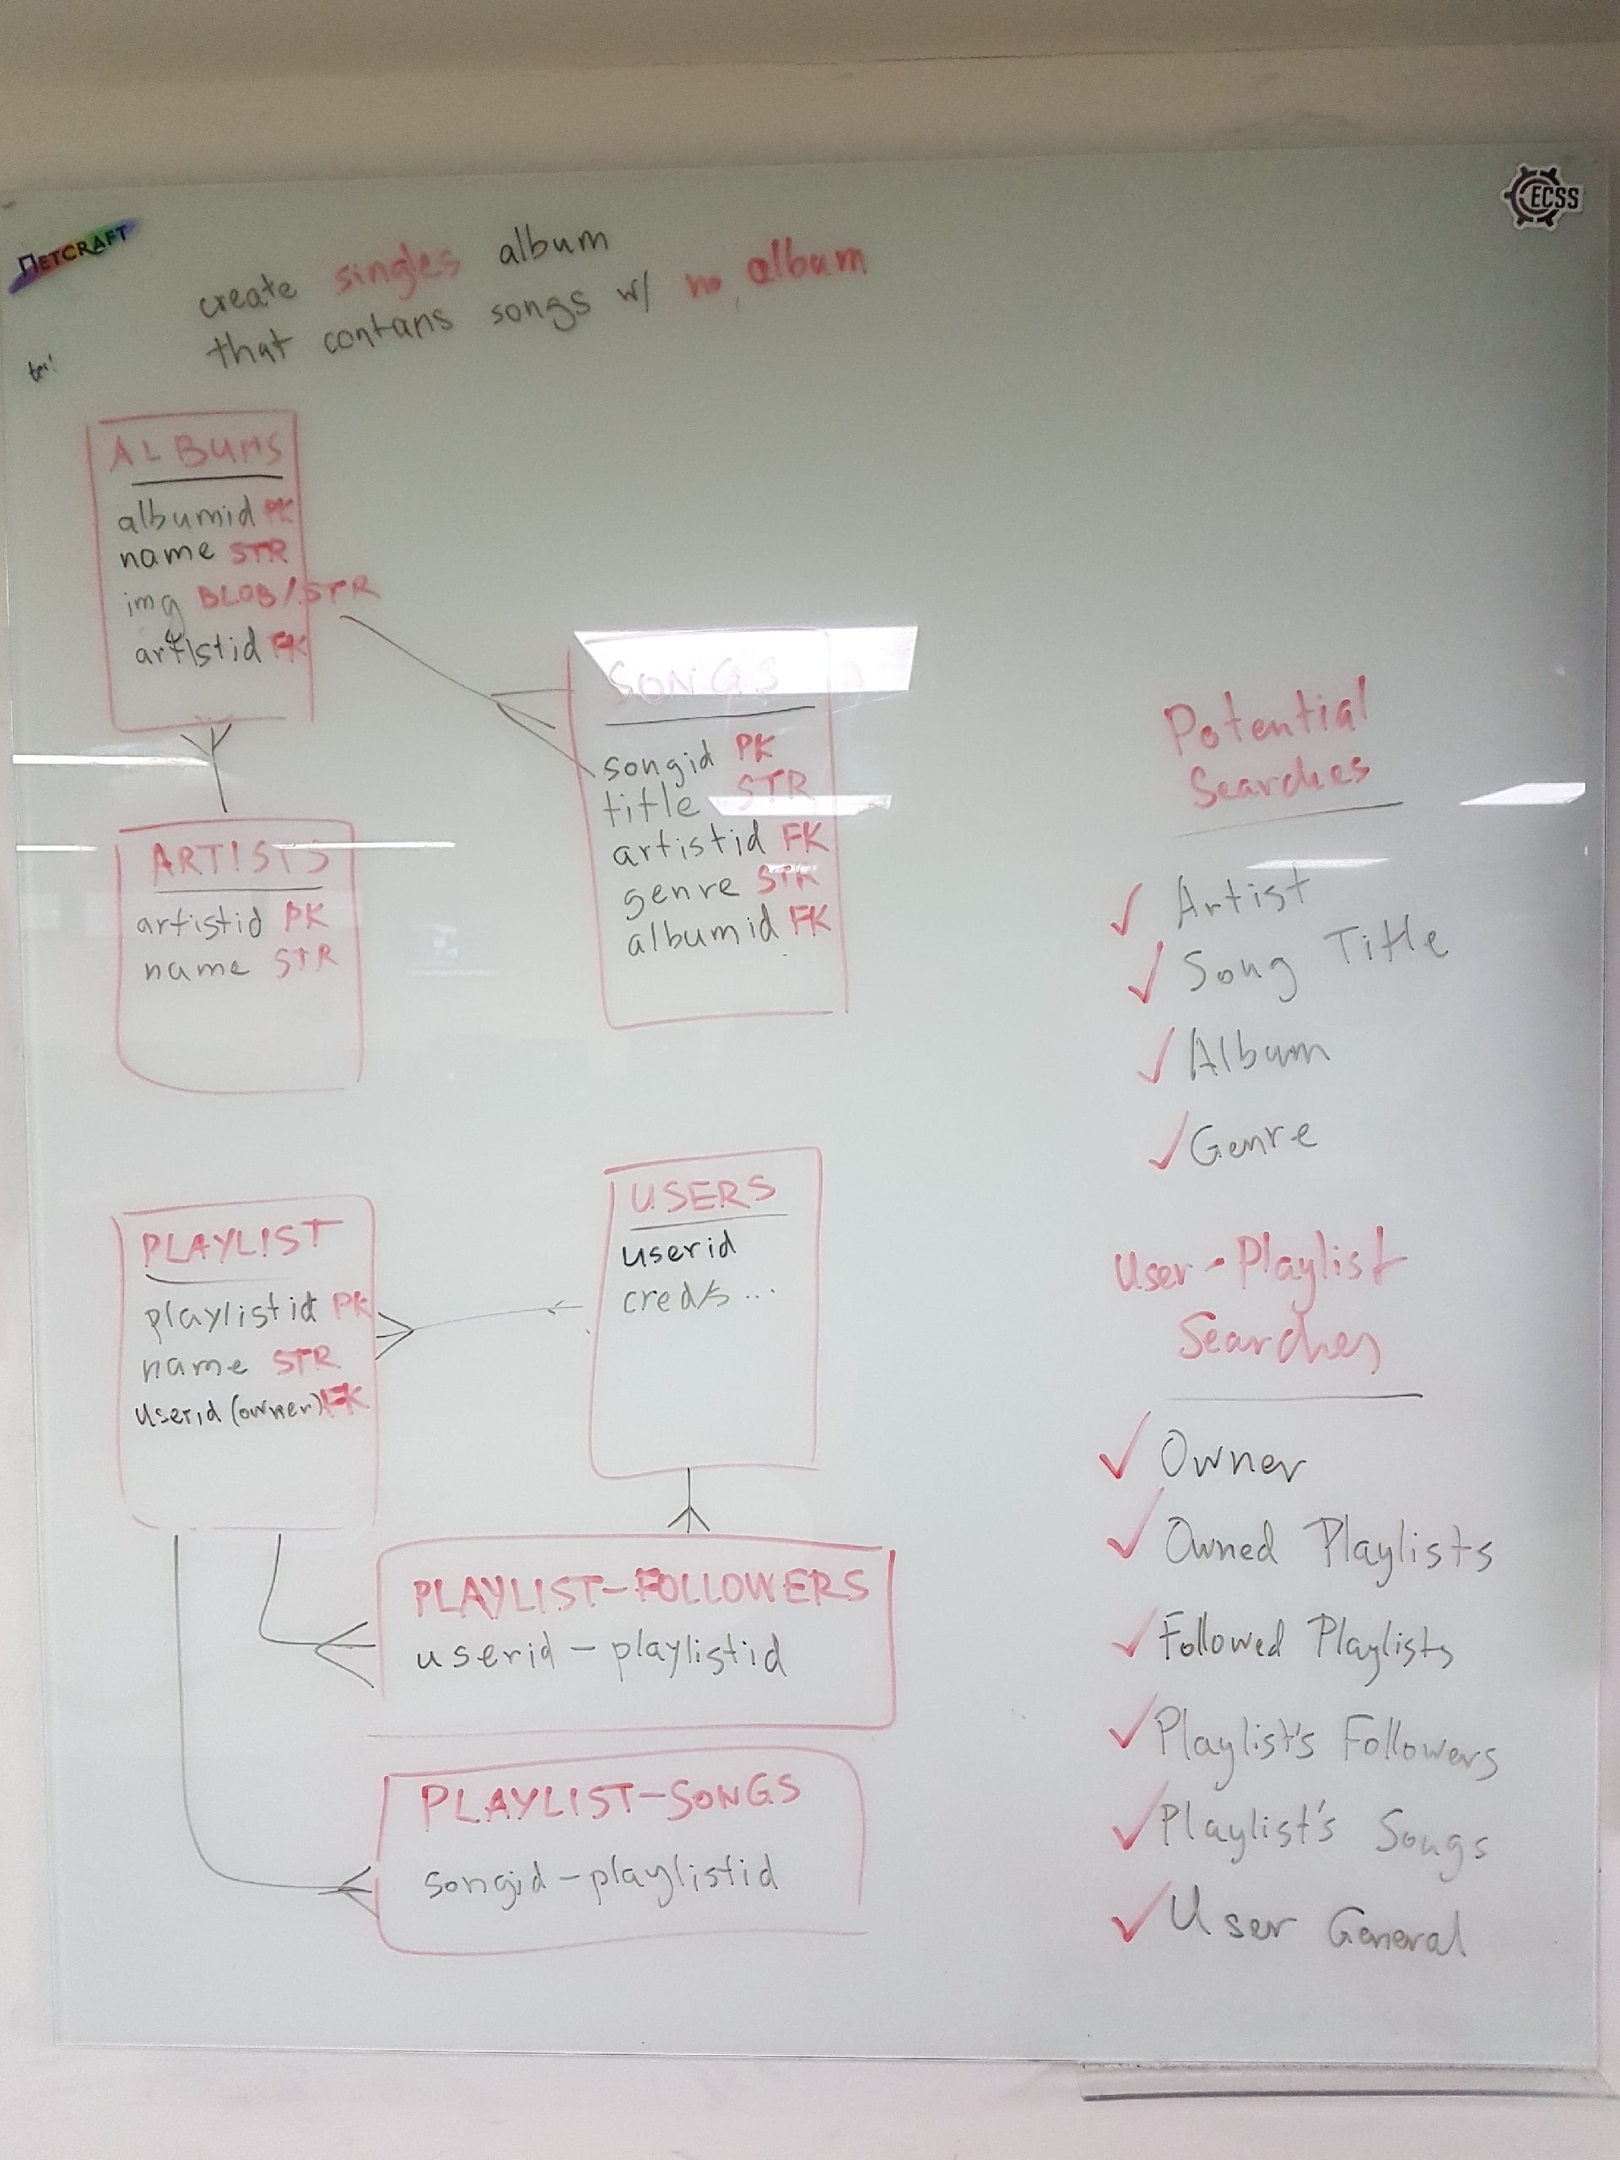 NETCRAFT
ECSS
create singles album
that contans songs w/ no album
ALBUMS
albumid PK
name STR
img BLOB/STR
artistid FK
SONGS
songid PK
title STR
artistid FK
genre STR
albumid FK
ARTISTS
artistid PK
name STR
PLAYLIST
playlistid PK
name STR
userid (owner) FK
USERS
userid
creds...
PLAYLIST-FOLLOWERS
userid - playlistid
PLAYLIST-SONGS
songid - playlistid
Potential
Searches
✓ Artist
✓ Song Title
✓ Album
✓ Genre
User-Playlist
Searches
✓ Owner
✓ Owned Playlists
✓ Followed Playlists
✓ Playlist's Followers
✓ Playlist's Songs
✓ User General